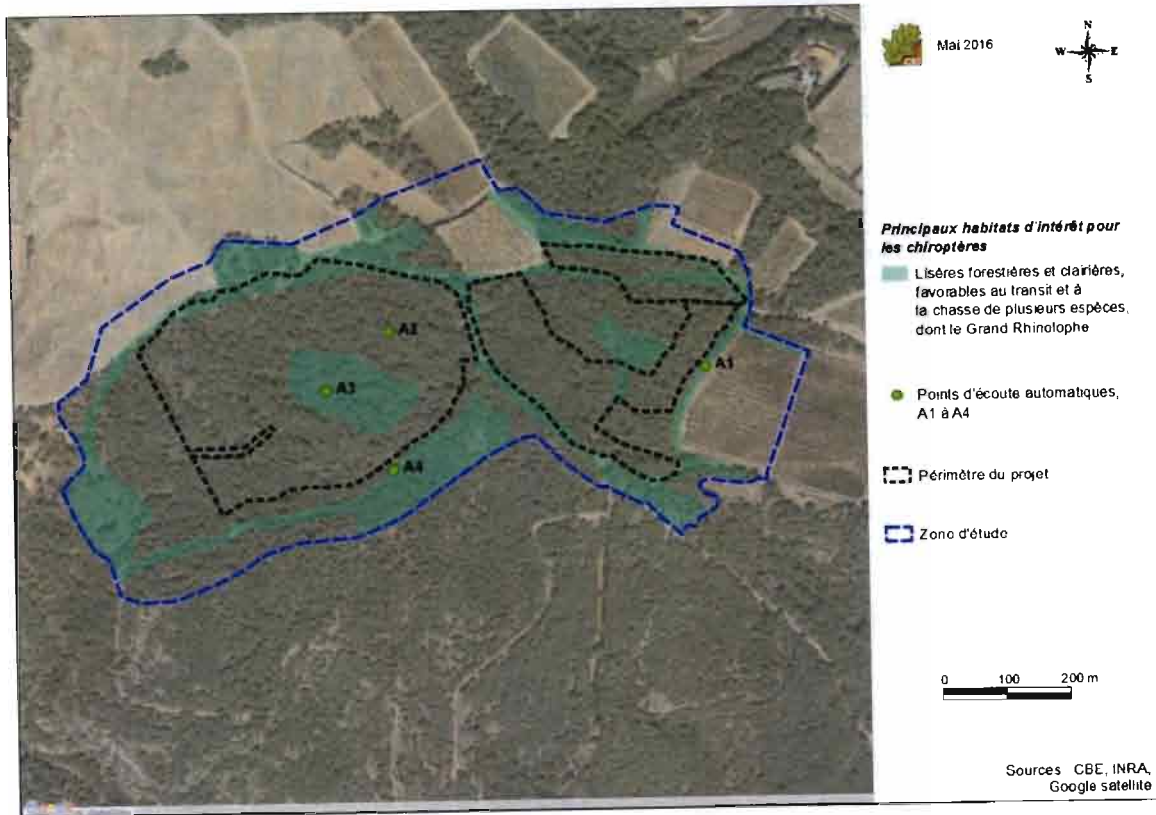 Mai 2016
N
W E
S
Principaux habitats d'intérêt pour
les chiroptères
Lisères forestières et clairières,
favorables au transit et à
la chasse de plusieurs espèces,
dont le Grand Rhinolophe
Points d'écoute automatiques,
A1 à A4
Périmètre du projet
Zone d'étude
0 100 200 m
Sources CBE, INRA,
Google satellite
A2
A1
A3
A4